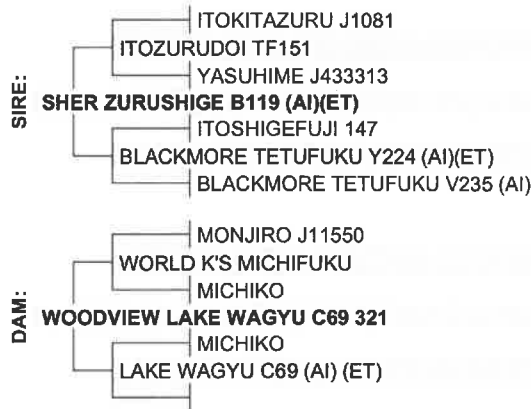 ITOKITAZURU J1081
ITOZURUDOI TF151
YASUHIME J433313
SIRE:
SHER ZURUSHIGE B119 (AI)(ET)
ITOSHIGEFUJI 147
BLACKMORE TETUFUKU Y224 (AI)(ET)
BLACKMORE TETUFUKU V235 (AI)
MONJIRO J11550
WORLD K'S MICHIFUKU
MICHIKO
DAM:
WOODVIEW LAKE WAGYU C69 321
MICHIKO
LAKE WAGYU C69 (AI) (ET)